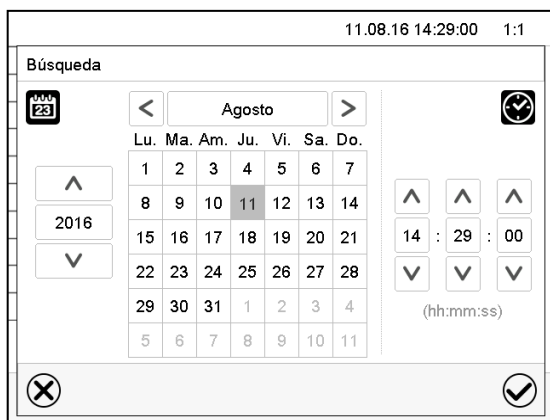 11.08.16 14:29:00 1:1
Búsqueda
23
< Agosto >
Lu. Ma. Am. Ju. Vi. Sa. Do.
1 2 3 4 5 6 7
8 9 10 11 12 13 14
15 16 17 18 19 20 21
22 23 24 25 26 27 28
29 30 31 1 2 3 4
5 6 7 8 9 10 11
2016
14 : 29 : 00
(hh:mm:ss)